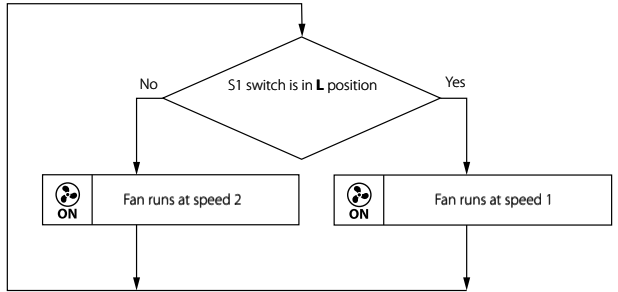 S1 switch is in L position
No
Yes
ON
Fan runs at speed 2
ON
Fan runs at speed 1